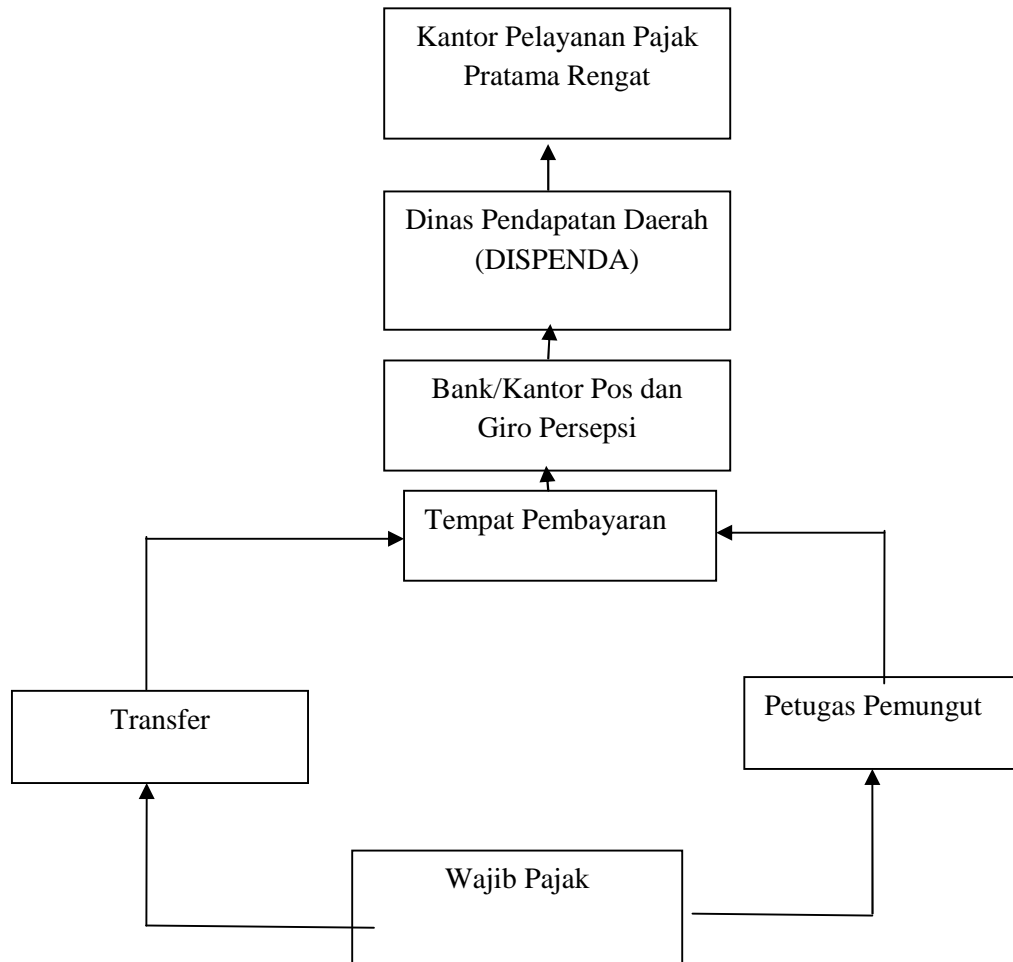 Kantor Pelayanan Pajak
Pratama Rengat
Dinas Pendapatan Daerah
(DISPENDA)
Bank/Kantor Pos dan
Giro Persepsi
Tempat Pembayaran
Transfer
Petugas Pemungut
Wajib Pajak